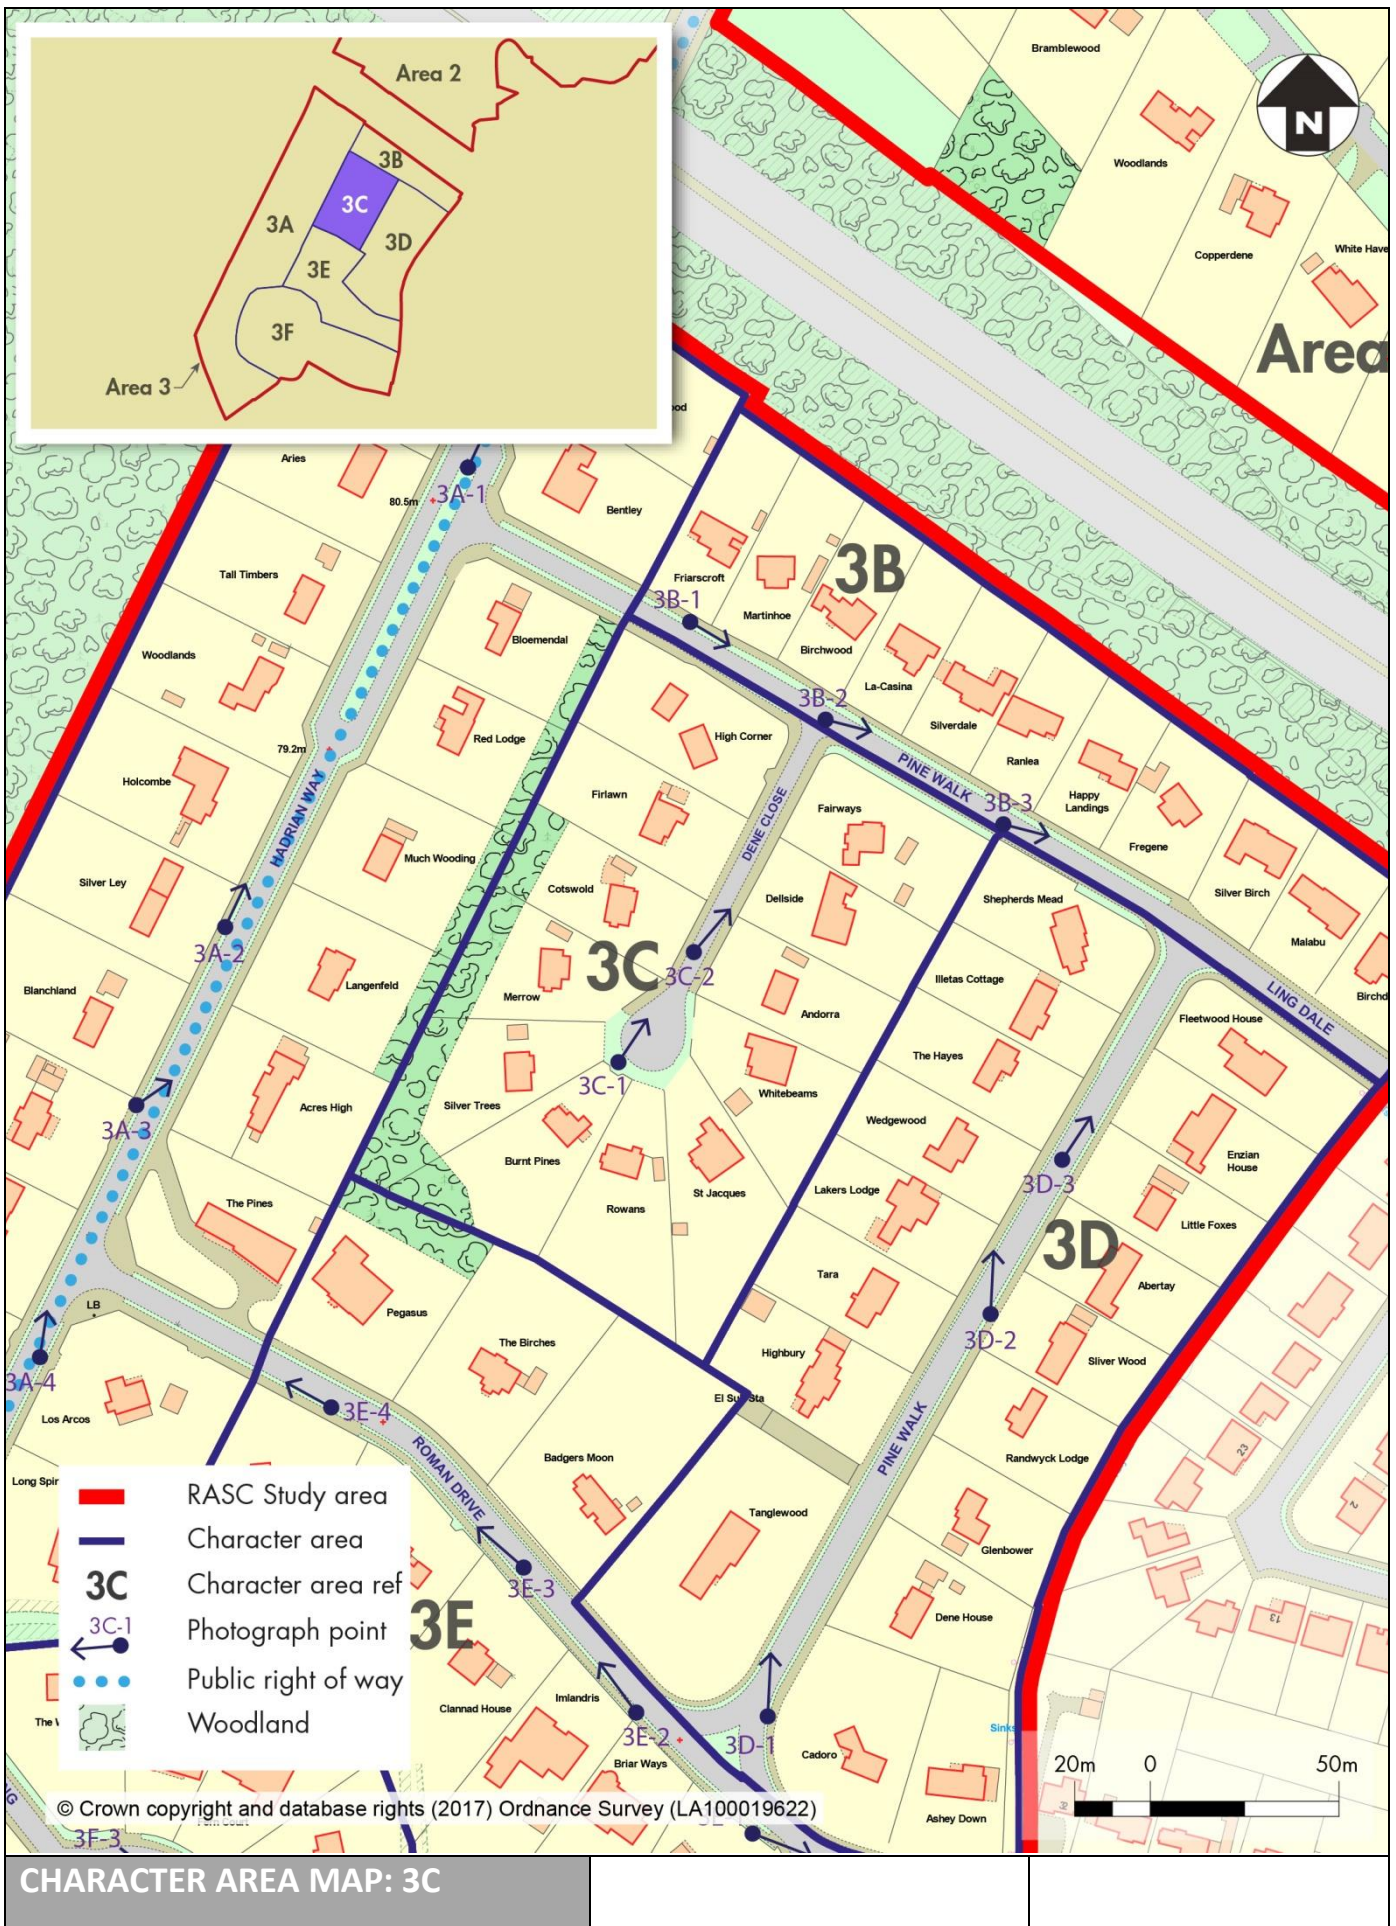 Area 2
3B
3C
3A
3D
3E
3F
Area 3
N
Bramblewood
Woodlands
Copperdene
White Have
Area
Aries
80.5m
3A-1
Bentley
Tall Timbers
Bloemendal
Friarscroft
3B-1
Martinhoe
3B
Birchwood
La-Casina
Silverdale
Ranlea
3B-2
Woodlands
Red Lodge
79.2m
High Corner
PINE WALK
3B-3
Happy
Landings
Fregene
Holcombe
HADRIAN WAY
Firlawn
DENE CLOSE
Fairways
Silver Birch
Much Wooding
Silver Ley
Cotswold
Dellside
Shepherds Mead
Malabu
3A-2
3C
3C-2
Illetas Cottage
Birchd
Blanchland
Langenfeld
Merrow
Andorra
LING DALE
Fleetwood House
The Hayes
3C-1
Whitebeams
Acres High
Silver Trees
3A-3
Wedgewood
Burnt Pines
Enzian
House
3D-3
The Pines
Rowans
St Jacques
Lakers Lodge
Little Foxes
3D
Tara
Abertay
LB
Pegasus
The Birches
3D-2
Highbury
Sliver Wood
3A-4
Los Arcos
3E-4
El Su Sta
ROMAN DRIVE
PINE WALK
Randwyck Lodge
23
Long Spir
Badgers Moon
2
Tanglewood
Glenbower
3E-3
Dene House
13
3E
Clannad House
Imlandris
3E-2
Briar Ways
3D-1
Cadoro
Sinks
Ashey Down
The W
RASC Study area
Character area
3C Character area ref
3C-1
Photograph point
Public right of way
Woodland
20m 0 50m
© Crown copyright and database rights (2017) Ordnance Survey (LA100019622)
3F-3
CHARACTER AREA MAP: 3C